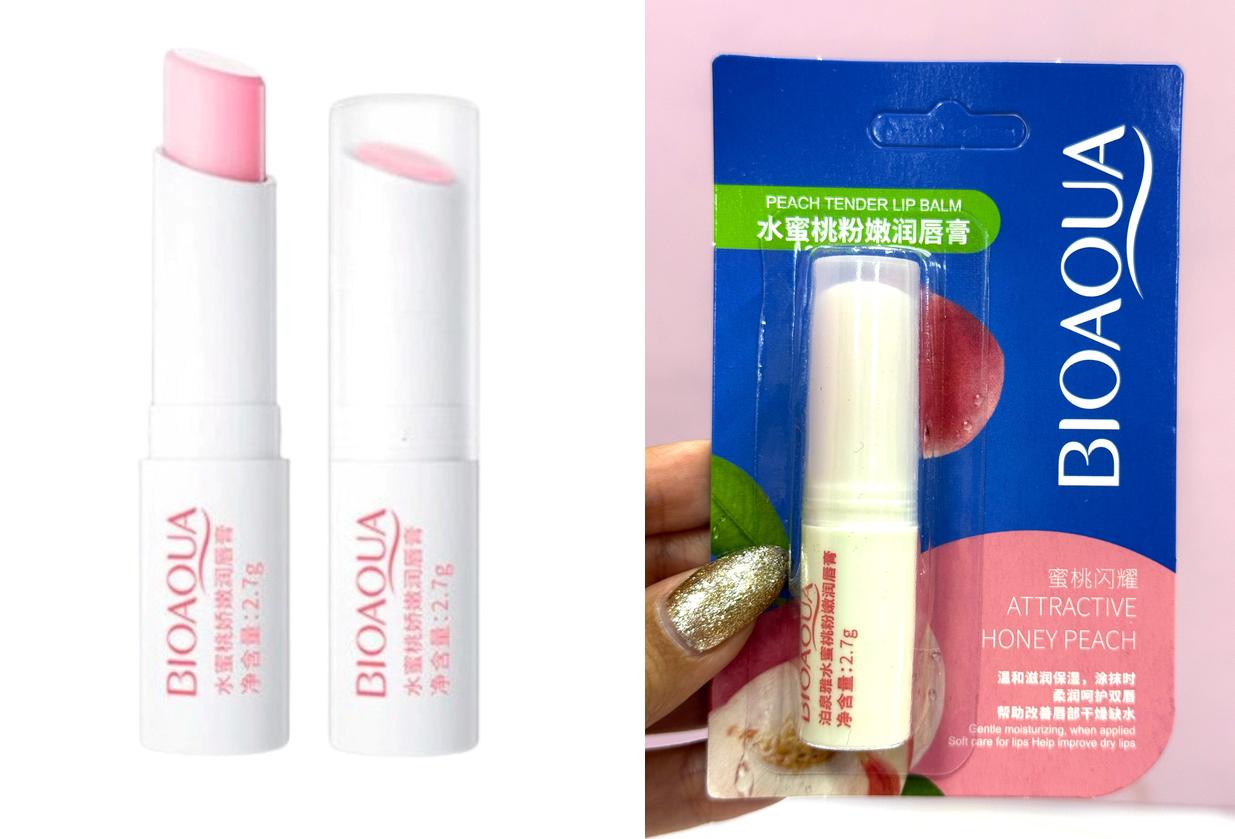 BIOAQUA
水蜜桃娇嫩润唇膏
净含量:2.7g
BIOAQUA
水蜜桃娇嫩润唇膏
净含量:2.7g
PEACH TENDER LIP BALM
水蜜桃粉嫩润唇膏
BIOAQUA
BIOAQUA
泊泉雅水蜜桃粉嫩润唇膏
净含量:2.7g
蜜桃闪耀
ATTRACTIVE
HONEY PEACH
温和滋润保湿，涂抹时
柔润呵护双唇
帮助改善唇部干燥缺水
Gentle moisturizing, when applied
Soft care for lips Help improve dry lips